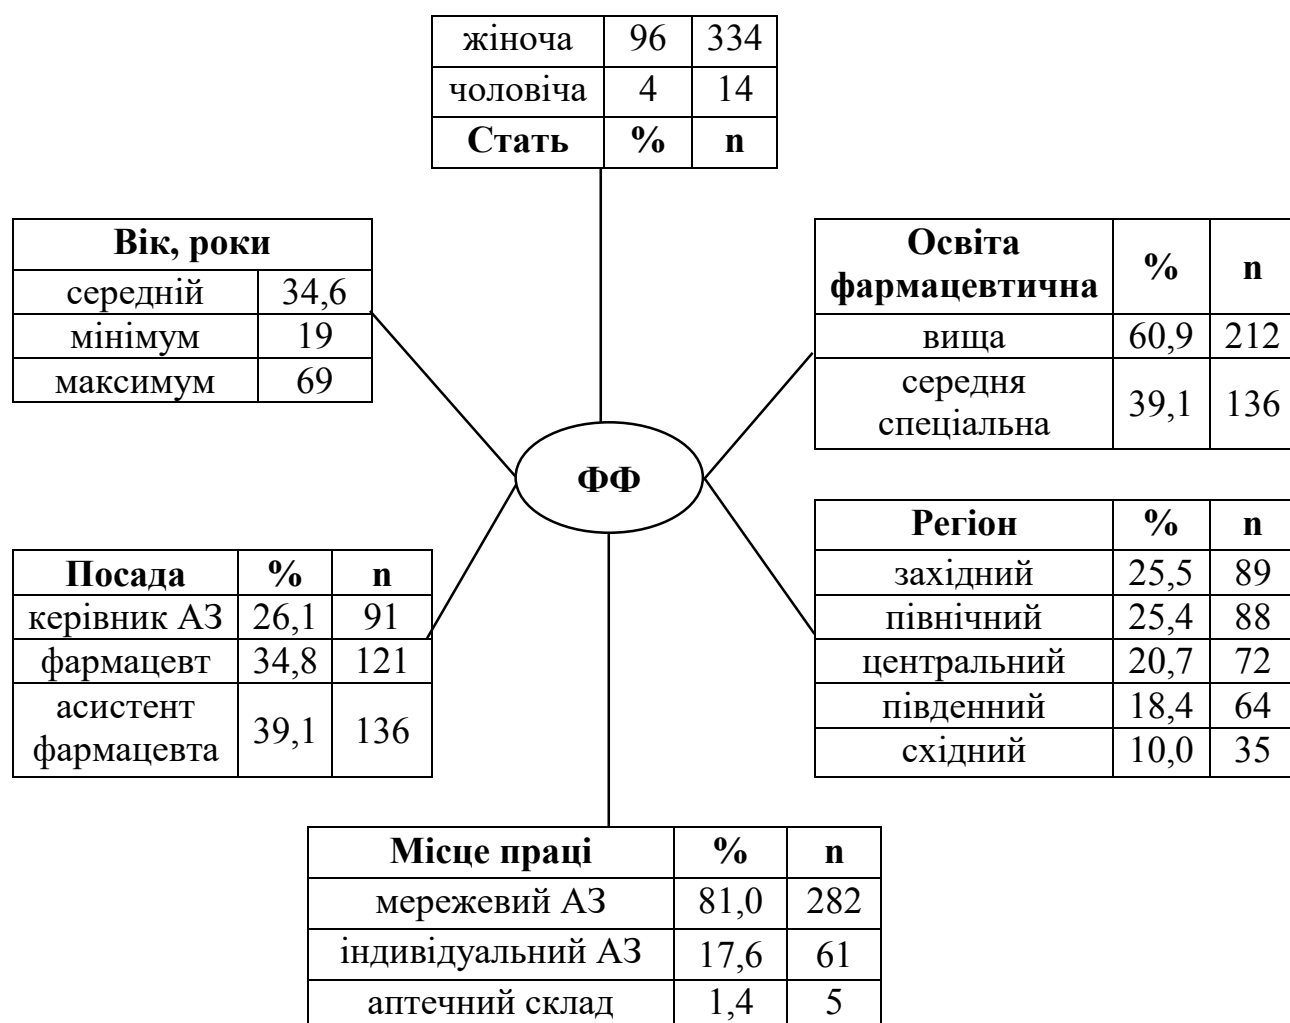 жіноча 96 334
чоловіча 4 14
Стать % n
Вік, роки
середній 34,6
мінімум 19
максимум 69
Освіта
фармацевтична % n
вища 60,9 212
середня
спеціальна 39,1 136
ФФ
Посада % n
керівник АЗ 26,1 91
фармацевт 34,8 121
асистент
фармацевта 39,1 136
Регіон % n
західний 25,5 89
північний 25,4 88
центральний 20,7 72
південний 18,4 64
східний 10,0 35
Місце праці % n
мережевий АЗ 81,0 282
індивідуальний АЗ 17,6 61
аптечний склад 1,4 5